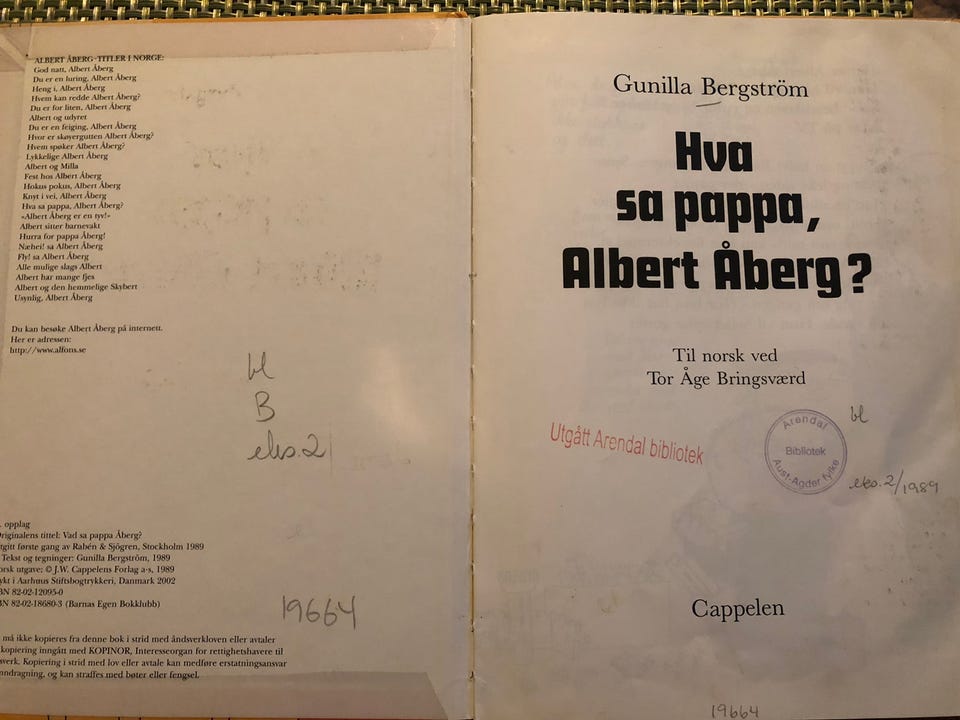 ALBERT ÅBERG-TITLER I NORGE:
God natt, Albert Åberg
Du er en luring, Albert Åberg
Heng i, Albert Åberg
Hvem kan redde Albert Åberg?
Du er for liten, Albert Åberg
Albert og udyret
Du er en feiging, Albert Åberg
Hvor er skøyergutten Albert Åberg?
Hvem spøker Albert Åberg?
Lykkelige Albert Åberg
Albert og Milla
Fest hos Albert Åberg
Hokus pokus, Albert Åberg
Knyt i vei, Albert Åberg
Hva sa pappa, Albert Åberg?
«Albert Åberg er en tyv!»
Albert sitter barnevakt
Hurra for pappa Åberg!
Næhei! sa Albert Åberg
Fly! sa Albert Åberg
Alle mulige slags Albert
Albert har mange fjes
Albert og den hemmelige Skybert
Usynlig, Albert Åberg
Du kan besøke Albert Åberg på internett.
Her er adressen:
http://www.alfons.se
bl
B
eks.2
. opplag
riginalens tittel: Vad sa pappa Åberg?
tgitt første gang av Rabén & Sjögren, Stockholm 1989
Tekst og tegninger: Gunilla Bergström, 1989
orsk utgave: © J.W. Cappelens Forlag a-s, 1989
ykt i Aarhuus Stiftsbogtrykkeri, Danmark 2002
BN 82-02-12095-0
BN 82-02-18680-3 (Barnas Egen Bokklubb)
19664
må ikke kopieres fra denne bok i strid med åndsverkloven eller avtaler
kopiering inngått med KOPINOR, Interesseorgan for rettighetshavere til
sverk. Kopiering i strid med lov eller avtale kan medføre erstatningsansvar
nndragning, og kan straffes med bøter eller fengsel.
Gunilla Bergström
Hva
sa pappa,
Albert Åberg?
Til norsk ved
Tor Åge Bringsværd
Utgått Arendal bibliotek
Arendal
Bibliotek
Aust-Agder fylke
bl
eks.2/1989
Cappelen
19664